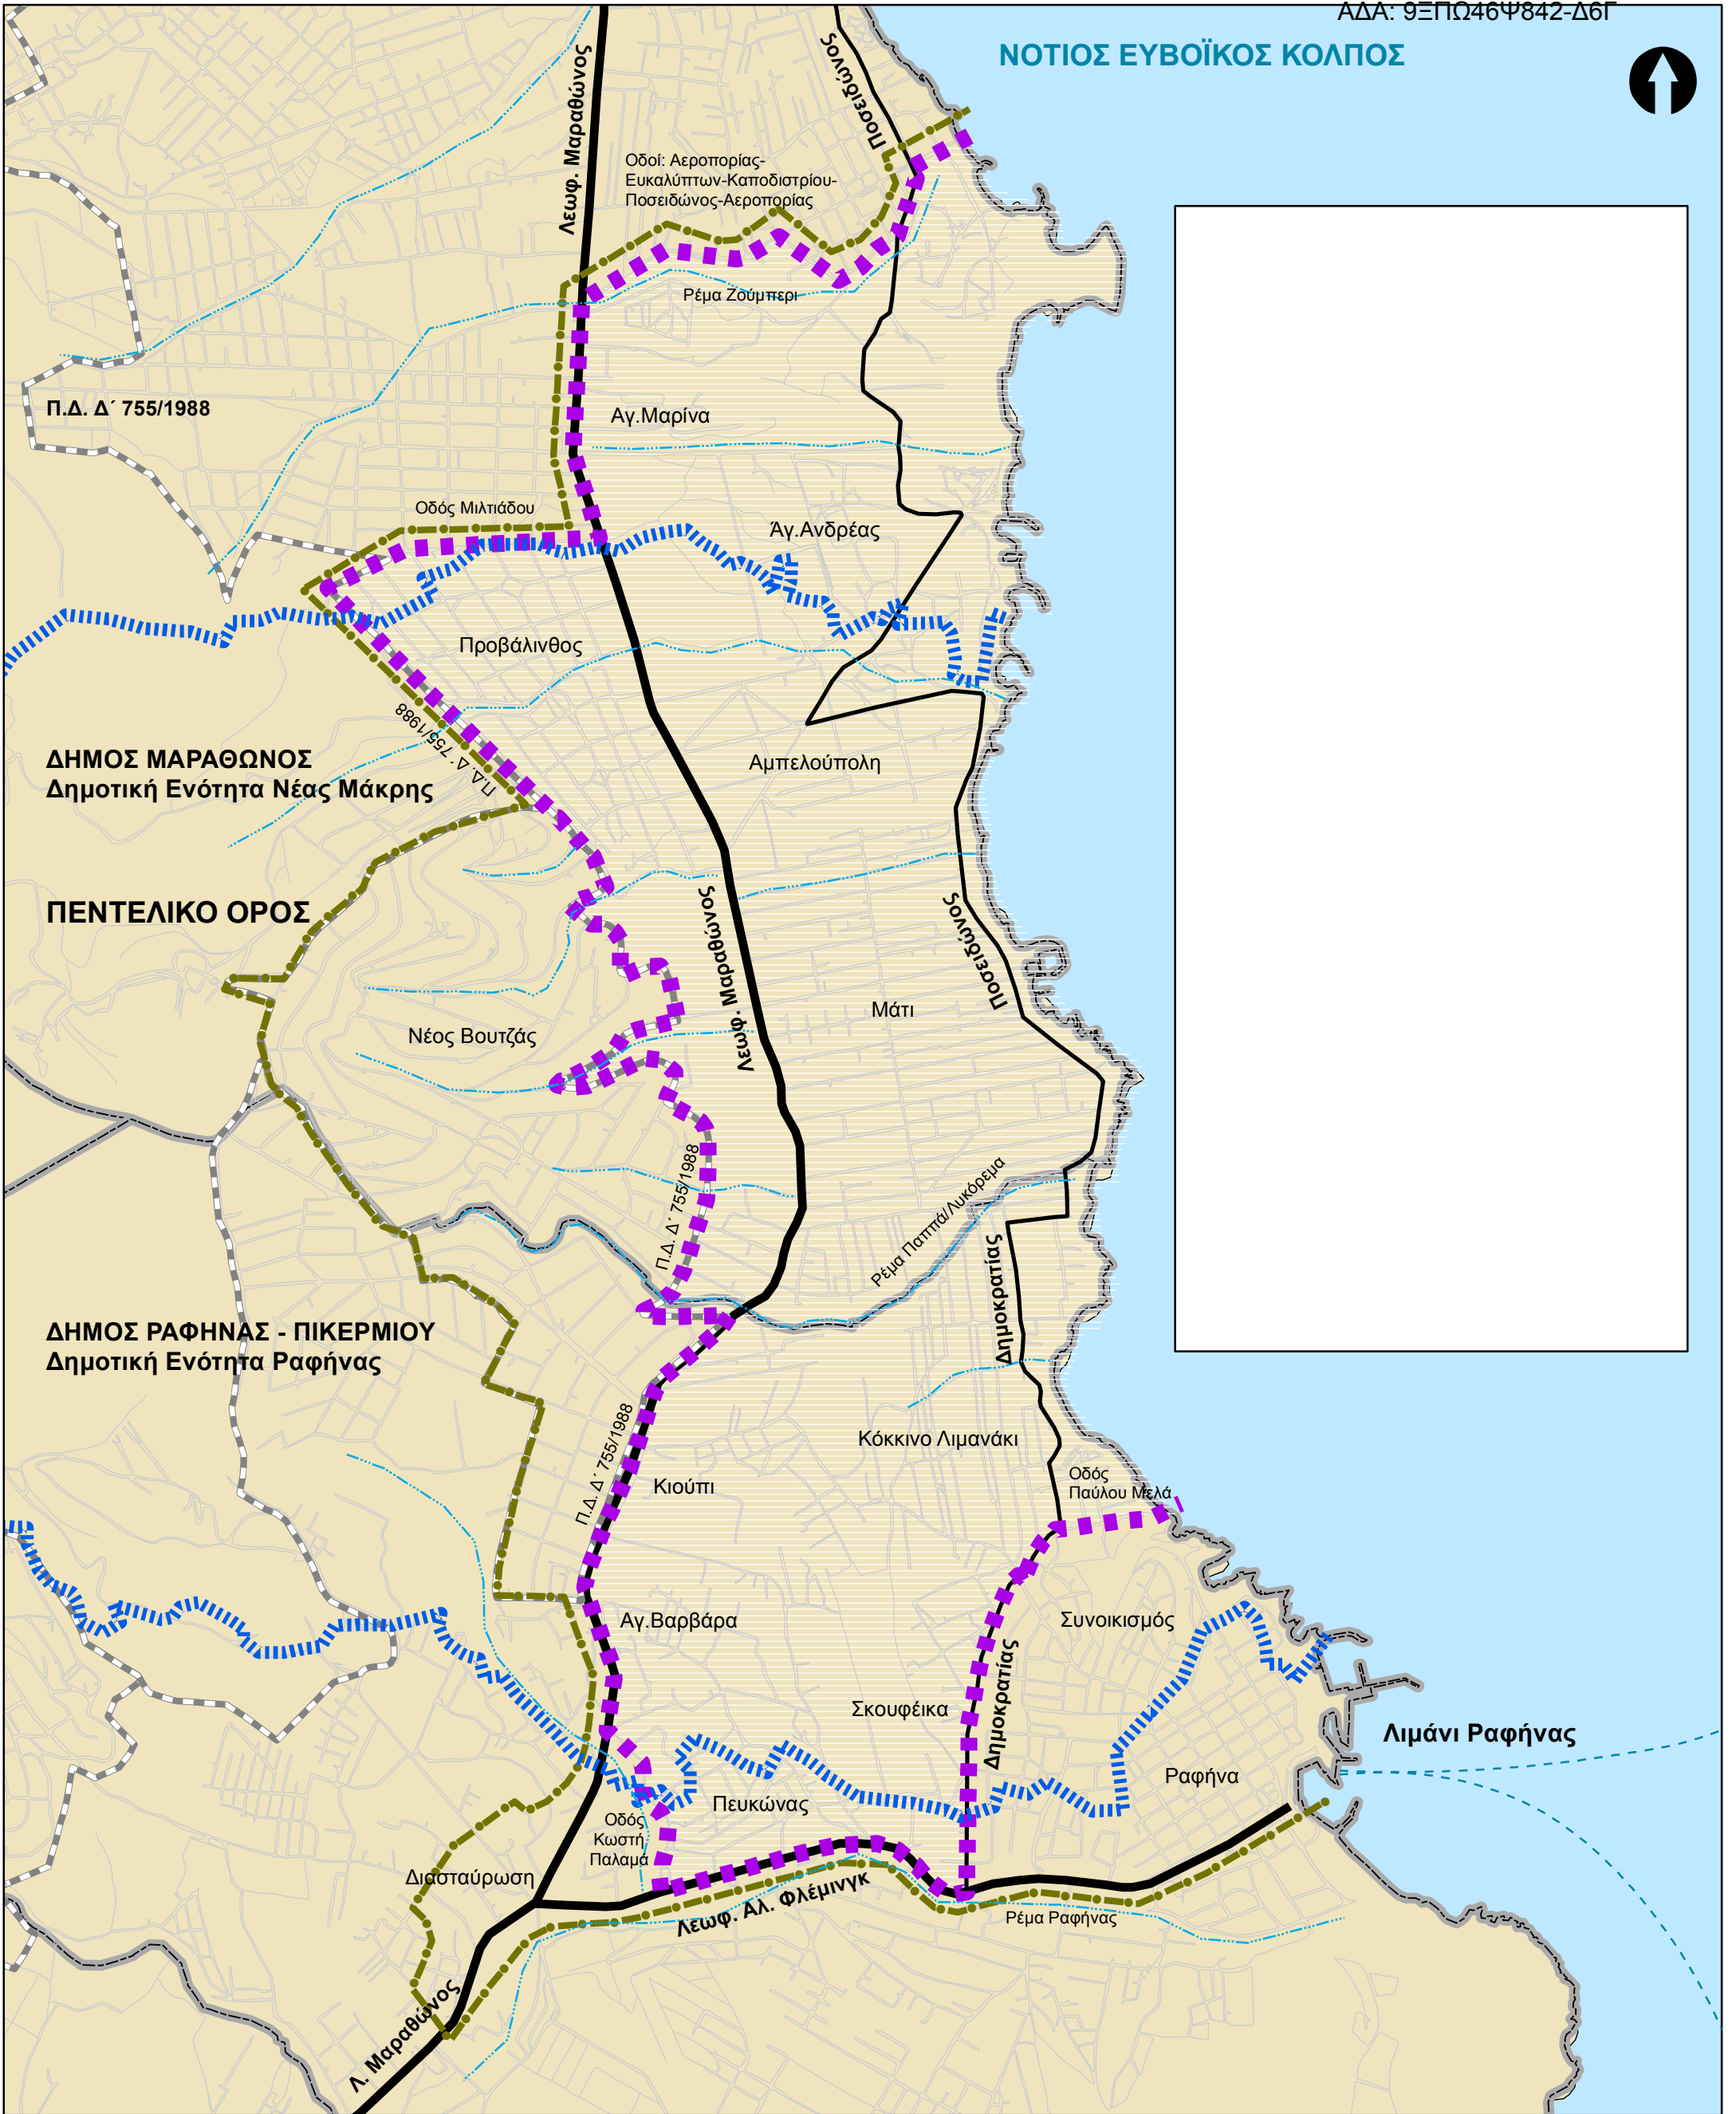 ΑΔΑ: 9ΞΠΩ46Ψ842-Δ6Γ
ΝΟΤΙΟΣ ΕΥΒΟΪΚΟΣ ΚΟΛΠΟΣ
Λεωφ. Μαραθώνος
Ποσειδώνος
Οδοί: Αεροπορίας-
Ευκαλύπτων-Καποδιστρίου-
Ποσειδώνος-Αεροπορίας
Ρέμα Ζούμπερι
Π.Δ. Δ΄ 755/1988
Αγ.Μαρίνα
Οδός Μιλτιάδου
Άγ.Ανδρέας
Προβάλινθος
Π.Δ. Δ΄ 755/1988
ΔΗΜΟΣ ΜΑΡΑΘΩΝΟΣ
Δημοτική Ενότητα Νέας Μάκρης
Αμπελούπολη
ΠΕΝΤΕΛΙΚΟ ΟΡΟΣ
Λεωφ. Μαραθώνος
Ποσειδώνος
Μάτι
Νέος Βουτζάς
Π.Δ. Δ΄ 755/1988
Ρέμα Παππά/Λυκόρεμα
Δημοκρατίας
ΔΗΜΟΣ ΡΑΦΗΝΑΣ - ΠΙΚΕΡΜΙΟΥ
Δημοτική Ενότητα Ραφήνας
Π.Δ. Δ΄ 755/1988
Κόκκινο Λιμανάκι
Κιούπι
Οδός
Παύλου Μελά
Αγ.Βαρβάρα
Συνοικισμός
Δημοκρατίας
Σκουφέικα
Λιμάνι Ραφήνας
Ραφήνα
Πευκώνας
Οδός
Κωστή
Παλαμά
Διασταύρωση
Λεωφ. Αλ. Φλέμινγκ
Ρέμα Ραφήνας
Λ. Μαραθώνος